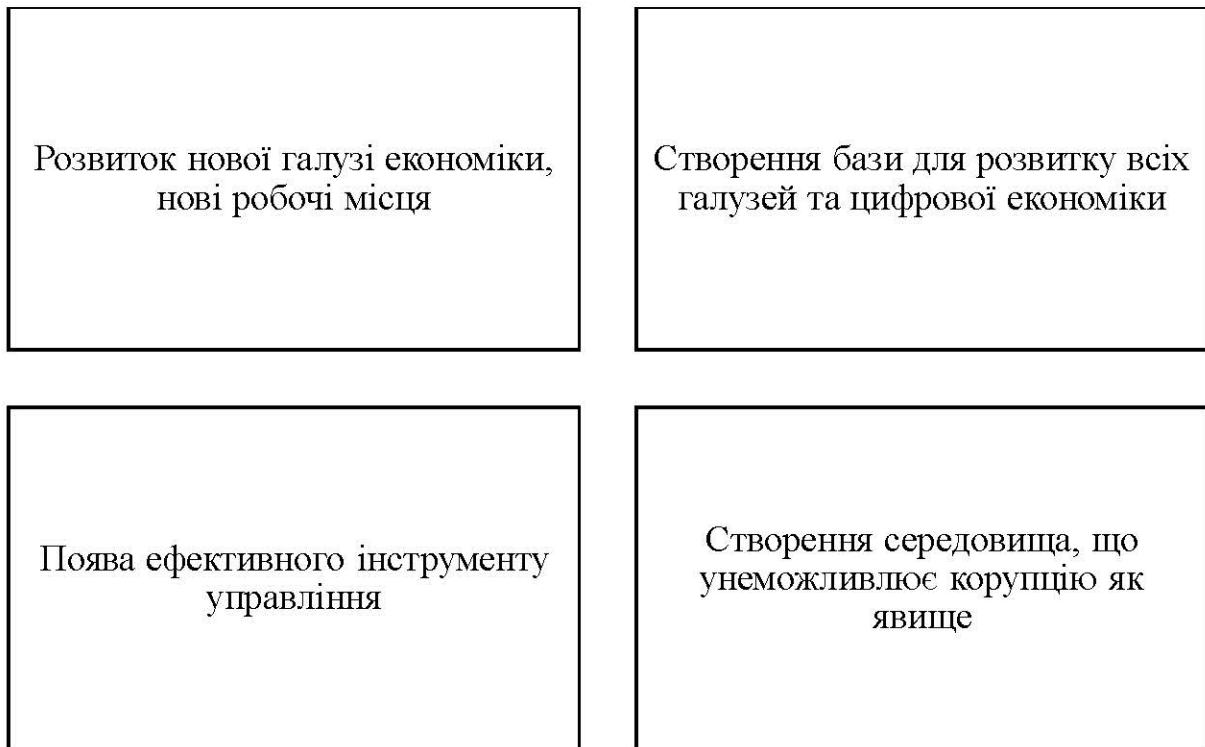 Розвиток нової галузі економіки,
нові робочі місця
Створення бази для розвитку всіх
галузей та цифрової економіки
Поява ефективного інструменту
управління
Створення середовища, що
унеможливлює корупцію як
явище